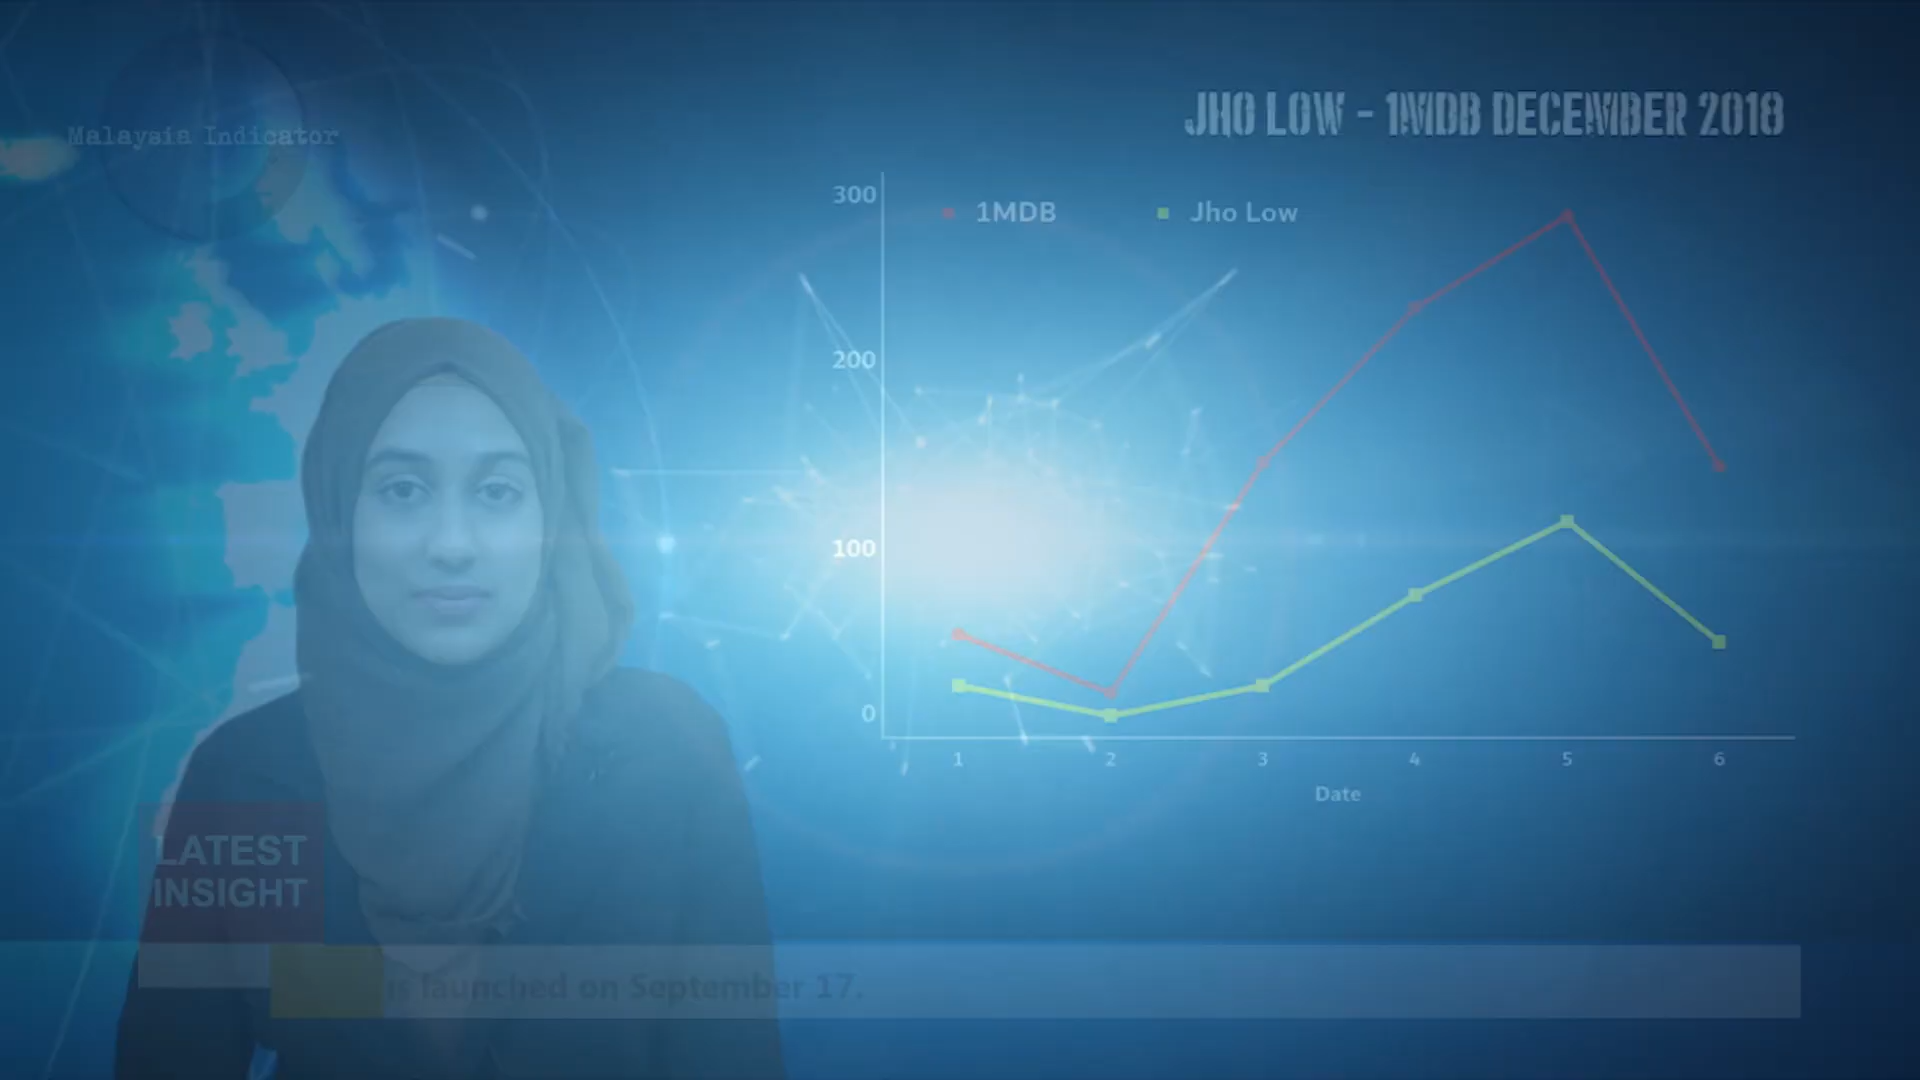 Malaysia Indicator
JHO LOW - 1MDB DECEMBER 2018
1MDB
Jho Low
300
200
100
0
1 2 3 4 5 6
Date
LATEST
INSIGHT
is launched on September 17.